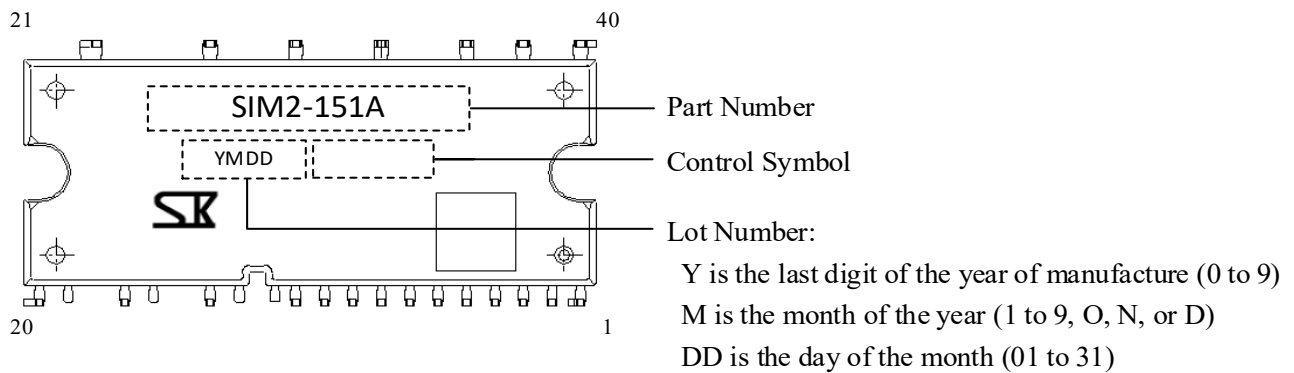 21
40
SIM2-151A
Part Number
YMDD
Control Symbol
SK
Lot Number:
Y is the last digit of the year of manufacture (0 to 9)
M is the month of the year (1 to 9, O, N, or D)
DD is the day of the month (01 to 31)
20
1